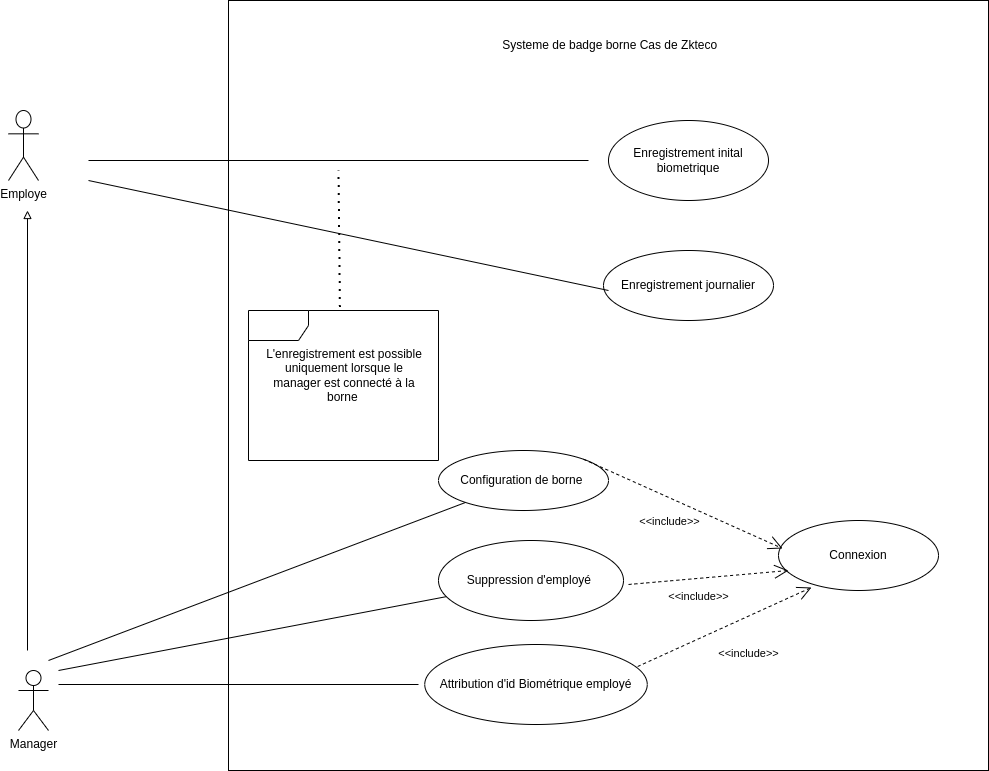 Systeme de badge borne Cas de Zkteco
Enregistrement inital
biometrique
Employe
Enregistrement journalier
L'enregistrement est possible
uniquement lorsque le
manager est connecté à la
borne
Configuration de borne
<<include>>
Connexion
Suppression d'employé
<<include>>
<<include>>
Attribution d'id Biométrique employé
Manager